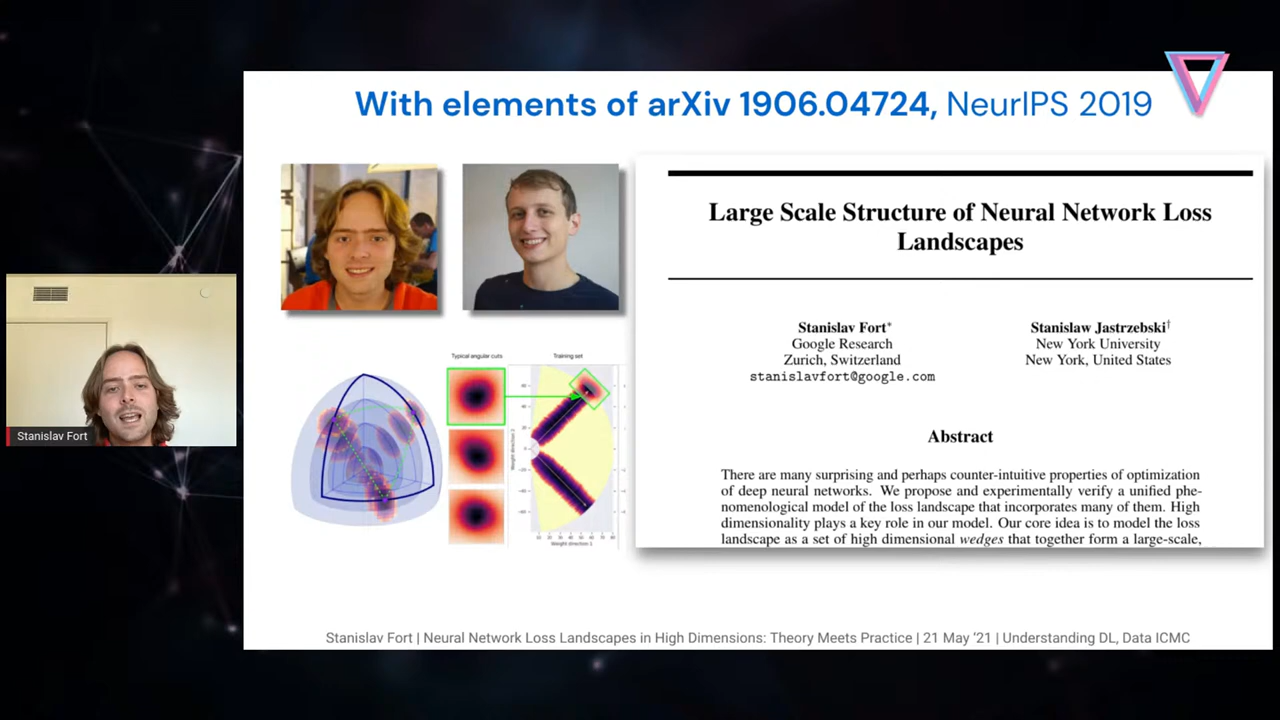 With elements of arXiv 1906.04724, NeurIPS 2019
Large Scale Structure of Neural Network Loss
Landscapes
Stanislav Fort*
Google Research
Zurich, Switzerland
stanislavfort@google.com
Stanislaw Jastrzebski†
New York University
New York, United States
Abstract
There are many surprising and perhaps counter-intuitive properties of optimization
of deep neural networks. We propose and experimentally verify a unified phe-
nomenological model of the loss landscape that incorporates many of them. High
dimensionality plays a key role in our model. Our core idea is to model the loss
landscape as a set of high dimensional wedges that together form a large-scale,
Typical angular cuts
Training set
Weight direction 2
Weight direction 1
Stanislav Fort
Stanislav Fort | Neural Network Loss Landscapes in High Dimensions: Theory Meets Practice | 21 May '21 | Understanding DL, Data ICMC